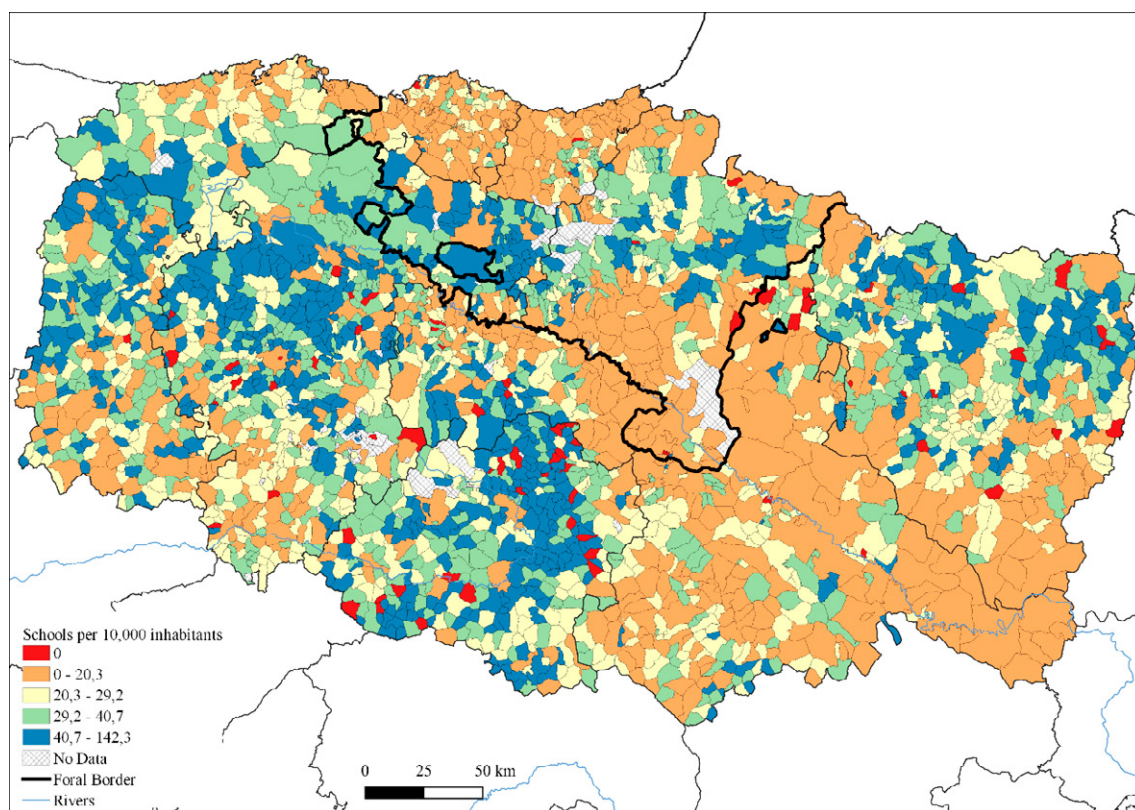 Schools per 10,000 inhabitants
0
0 - 20,3
20,3 - 29,2
29,2 - 40,7
40,7 - 142,3
No Data
Foral Border
Rivers
0 25 50 km